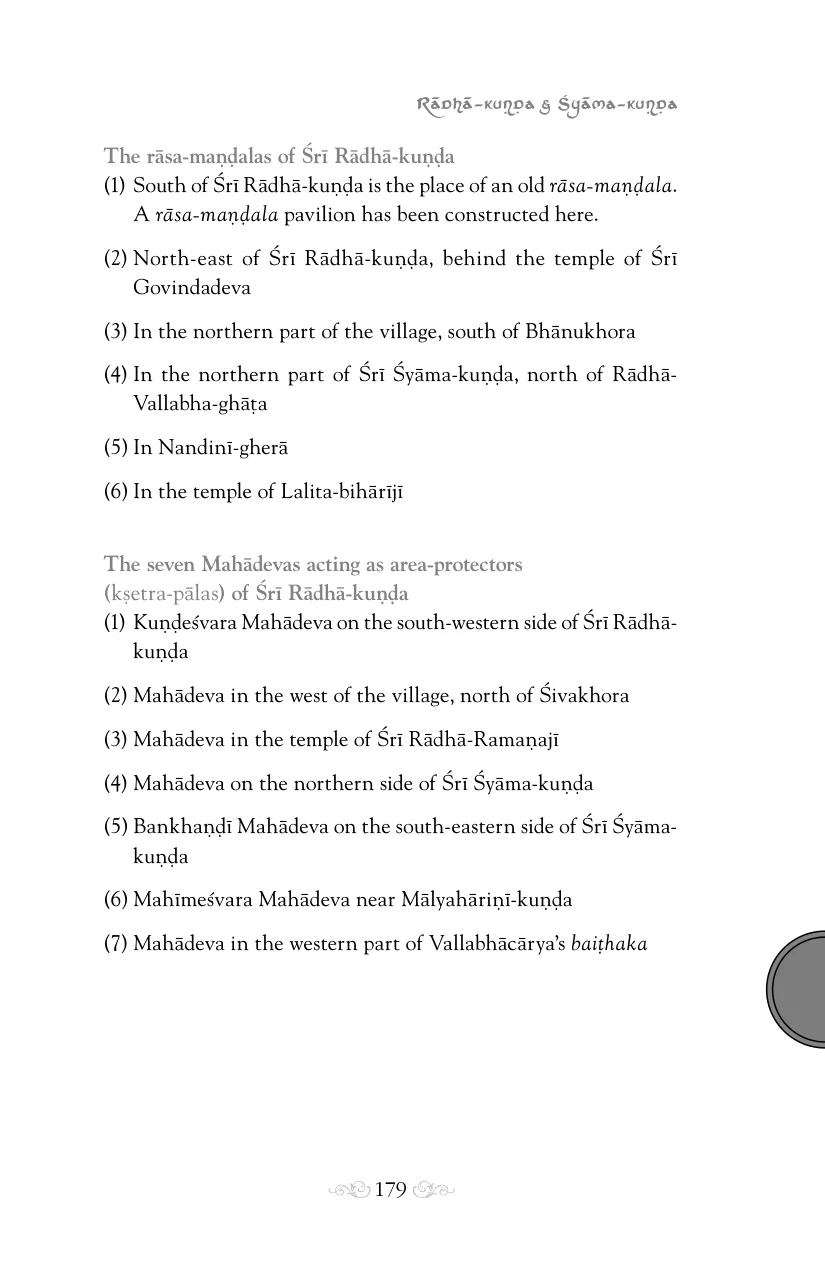 Rādhā-kuṇḍa & Śyāma-kuṇḍa
The rāsa-maṇḍalas of Śrī Rādhā-kuṇḍa
(1) South of Śrī Rādhā-kuṇḍa is the place of an old rāsa-maṇḍala.
A rāsa-maṇḍala pavilion has been constructed here.
(2) North-east of Śrī Rādhā-kuṇḍa, behind the temple of Śrī
Govindadeva
(3) In the northern part of the village, south of Bhānukhora
(4) In the northern part of Śrī Śyāma-kuṇḍa, north of Rādhā-
Vallabha-ghāṭa
(5) In Nandinī-gherā
(6) In the temple of Lalita-bihārījī
The seven Mahādevas acting as area-protectors
(kṣetra-pālas) of Śrī Rādhā-kuṇḍa
(1) Kuṇḍeśvara Mahādeva on the south-western side of Śrī Rādhā-
kuṇḍa
(2) Mahādeva in the west of the village, north of Śivakhora
(3) Mahādeva in the temple of Śrī Rādhā-Ramaṇajī
(4) Mahādeva on the northern side of Śrī Śyāma-kuṇḍa
(5) Bankhaṇḍī Mahādeva on the south-eastern side of Śrī Śyāma-
kuṇḍa
(6) Mahīmeśvara Mahādeva near Mālyahāriṇī-kuṇḍa
(7) Mahādeva in the western part of Vallabhācārya’s baiṭhaka
179